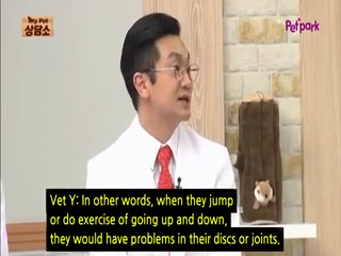 My Pet
상담소
Petpark
Vet Y: In other words, when they jump
or do exercise of going up and down,
they would have problems in their discs or joints.